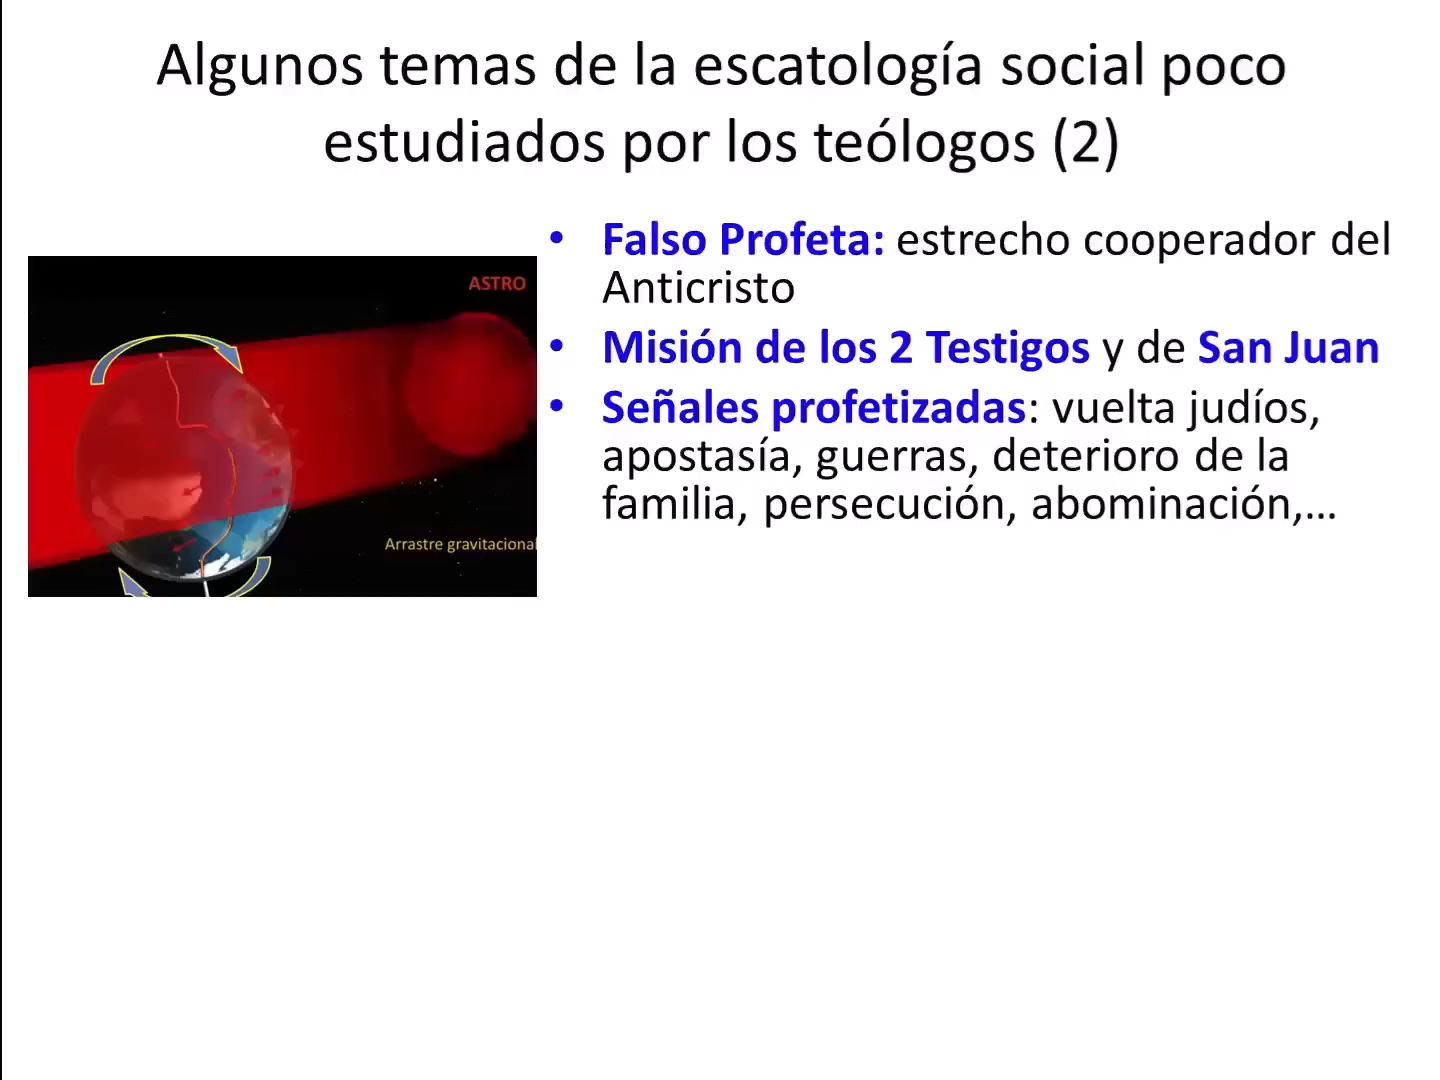 Algunos temas de la escatología social poco
estudiados por los teólogos (2)
ASTRO
Arrastre gravitacional
• Falso Profeta: estrecho cooperador del
Anticristo
• Misión de los 2 Testigos y de San Juan
• Señales profetizadas: vuelta judíos,
apostasía, guerras, deterioro de la
familia, persecución, abominación,...